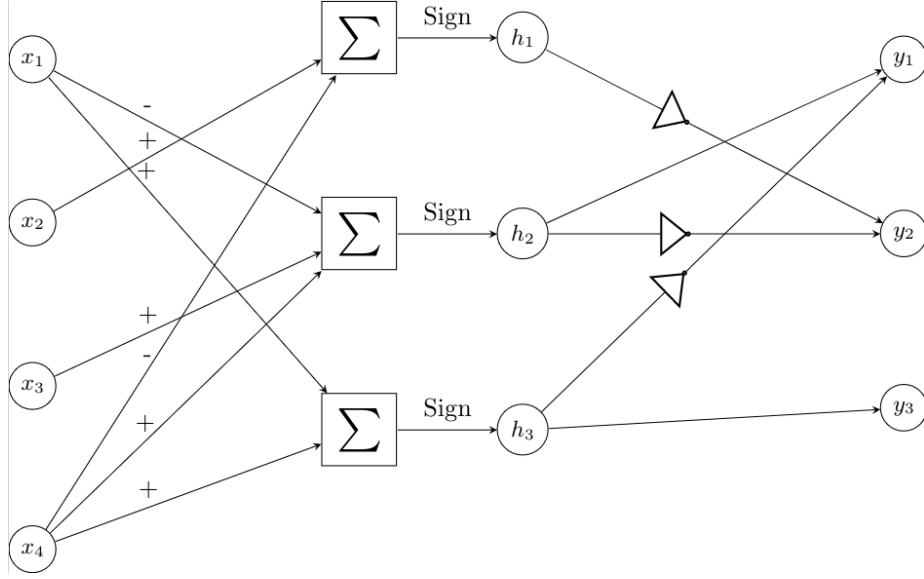 x₁
x₂
x₃
x₄
-
+
+
+
-
+
+
∑
∑
∑
Sign
Sign
Sign
h₁
h₂
h₃
y₁
y₂
y₃